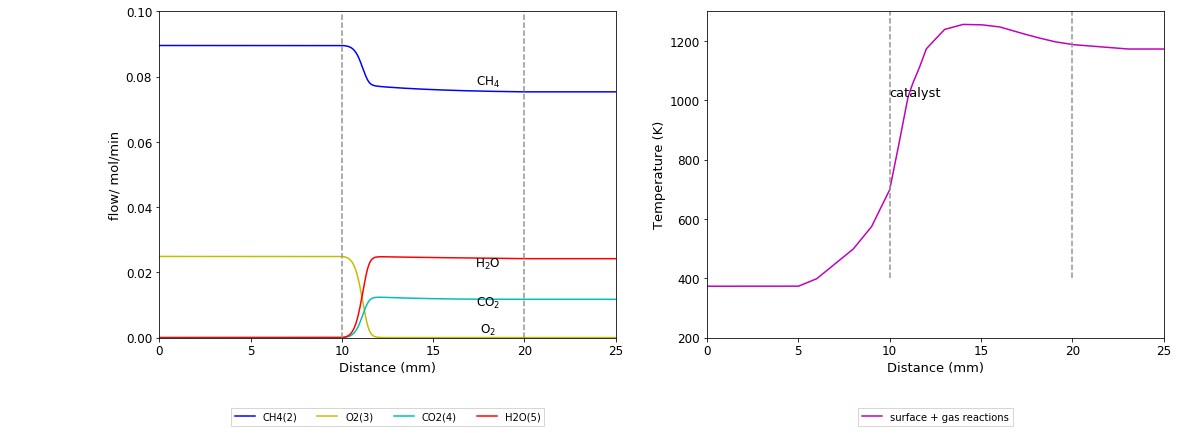 0.10
0.08
0.06
0.04
0.02
0.00
flow/ mol/min
CH4
H2O
CO2
O2
0 5 10 15 20 25
Distance (mm)
CH4(2) O2(3) CO2(4) H2O(5)
1200
1000
800
600
400
200
Temperature (K)
catalyst
0 5 10 15 20 25
Distance (mm)
surface + gas reactions